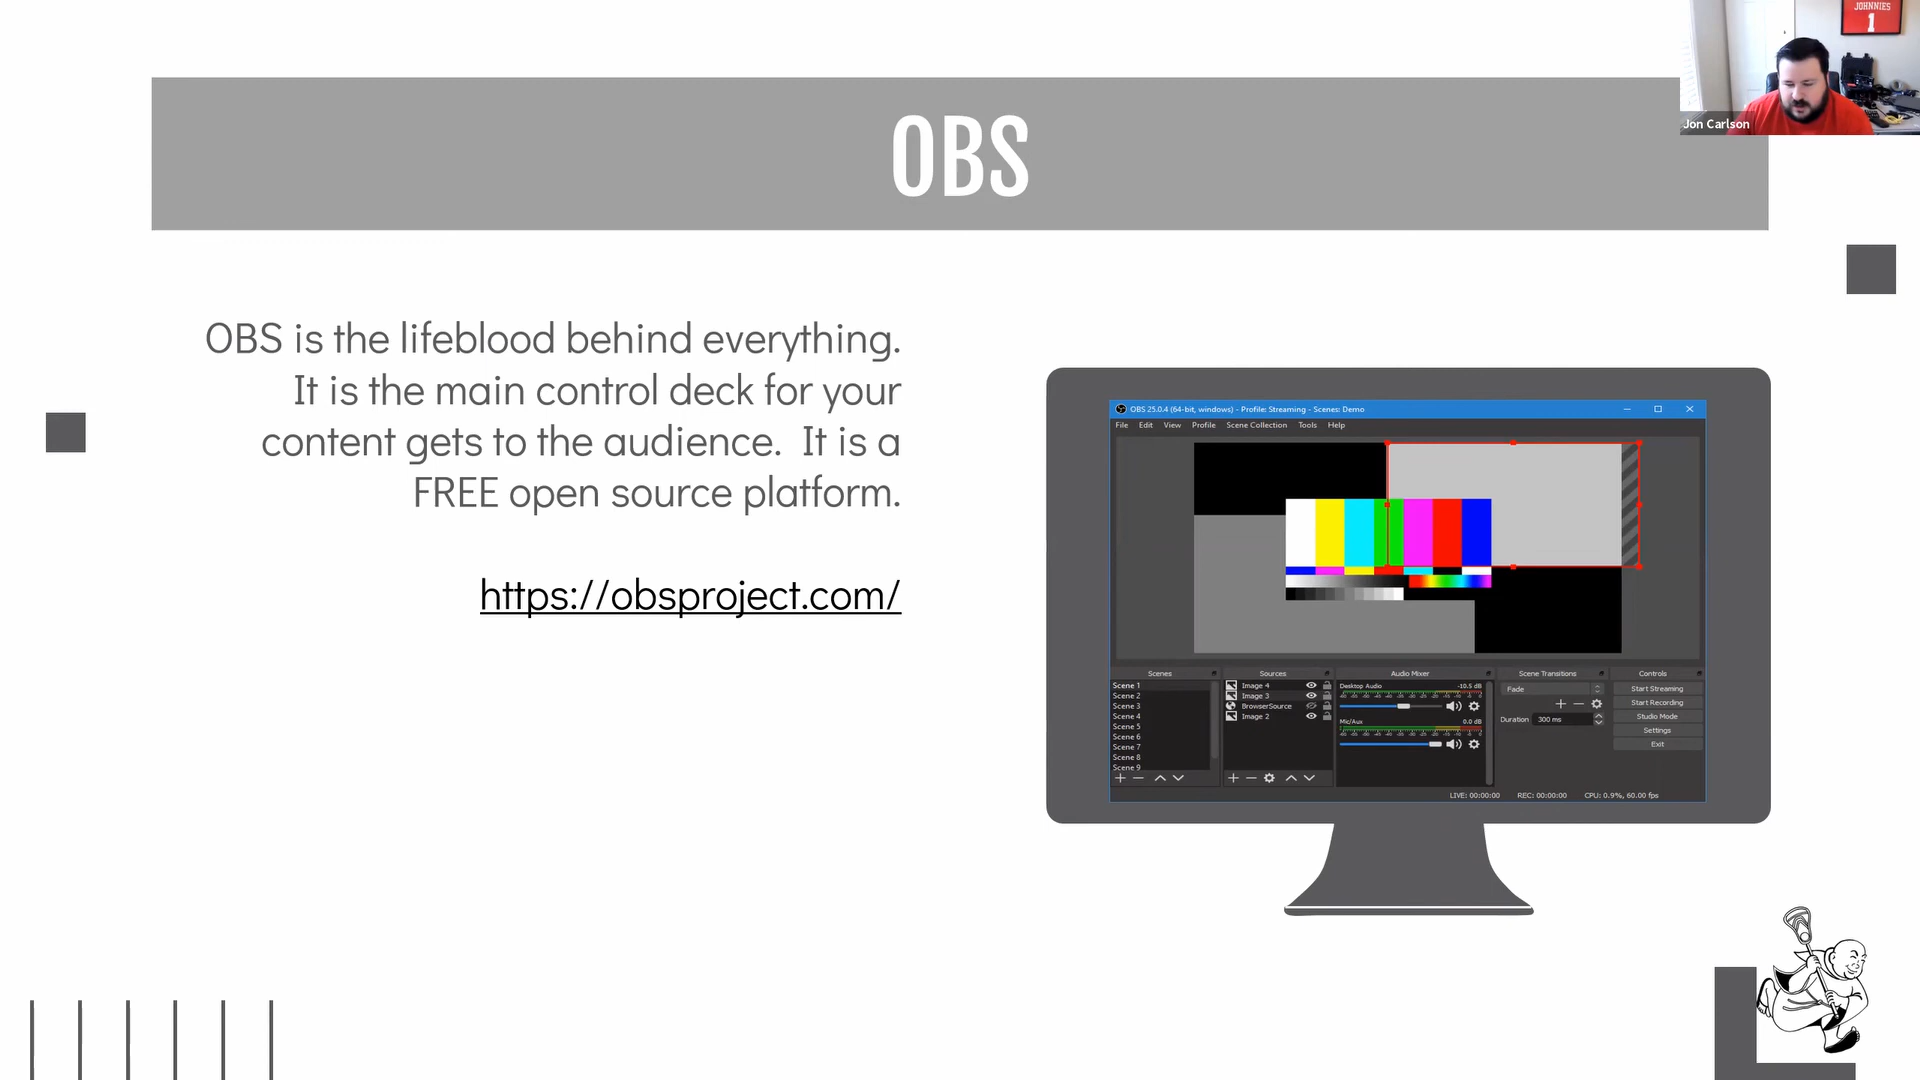 JOHNNIES
1
Jon Carlson
OBS
OBS is the lifeblood behind everything.
It is the main control deck for your
content gets to the audience. It is a
FREE open source platform.
https://obsproject.com/
OBS 25.0.4 (64-bit, windows) - Profile: Streaming - Scenes: Demo
File Edit View Profile Scene Collection Tools Help
Scenes
Scene 1
Scene 2
Scene 3
Scene 4
Scene 5
Scene 6
Scene 7
Scene 8
Scene 9
Sources
Image 4
Image 3
BrowserSource
Image 2
Audio Mixer
Desktop Audio -10.5 dB
Mic/Aux 0.0 dB
Scene Transitions
Fade
Duration 300 ms
Controls
Start Streaming
Start Recording
Studio Mode
Settings
Exit
LIVE: 00:00:00 REC: 00:00:00 CPU: 0.9%, 60.00 fps